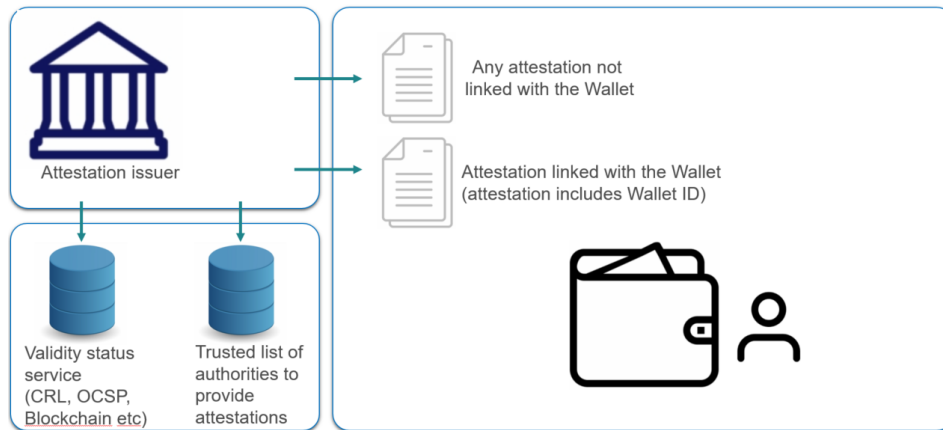 Attestation issuer
Any attestation not
linked with the Wallet
Attestation linked with the Wallet
(attestation includes Wallet ID)
Validity status
service
(CRL, OCSP,
Blockchain etc)
Trusted list of
authorities to
provide
attestations